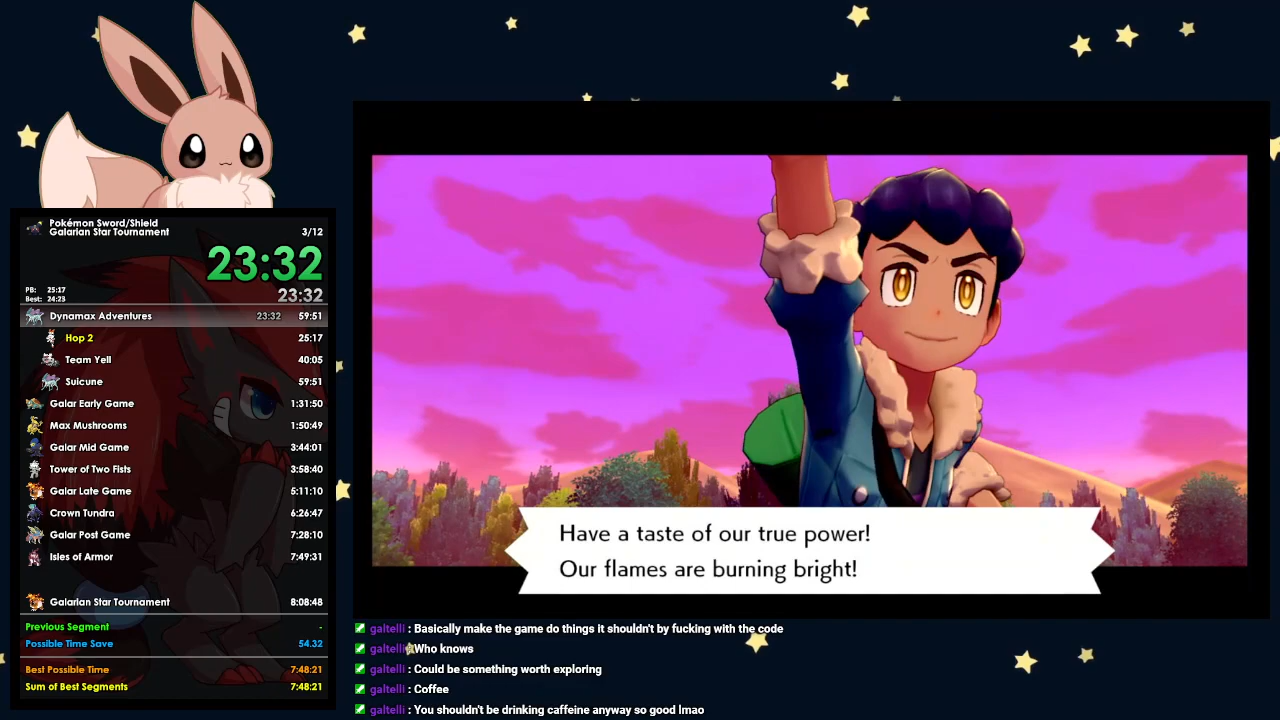 Pokémon Sword/Shield
Galarian Star Tournament 3/12
23:32
PB: 25:17
Best: 24:23
23:32
Dynamax Adventures 23:32 59:51
Hop 2 25:17
Team Yell 40:05
Suicune 59:51
Galar Early Game 1:31:50
Max Mushrooms 1:50:49
Galar Mid Game 3:44:01
Tower of Two Fists 3:58:40
Galar Late Game 5:11:10
Crown Tundra 6:26:47
Galar Post Game 7:28:10
Isles of Armor 7:49:31
Galarian Star Tournament 8:08:48
Previous Segment -
Possible Time Save 54.32
Best Possible Time 7:48:21
Sum of Best Segments 7:48:21
Have a taste of our true power!
Our flames are burning bright!
galtelli : Basically make the game do things it shouldn't by fucking with the code
galtelli : Who knows
galtelli : Could be something worth exploring
galtelli : Coffee
galtelli : You shouldn't be drinking caffeine anyway so good lmao